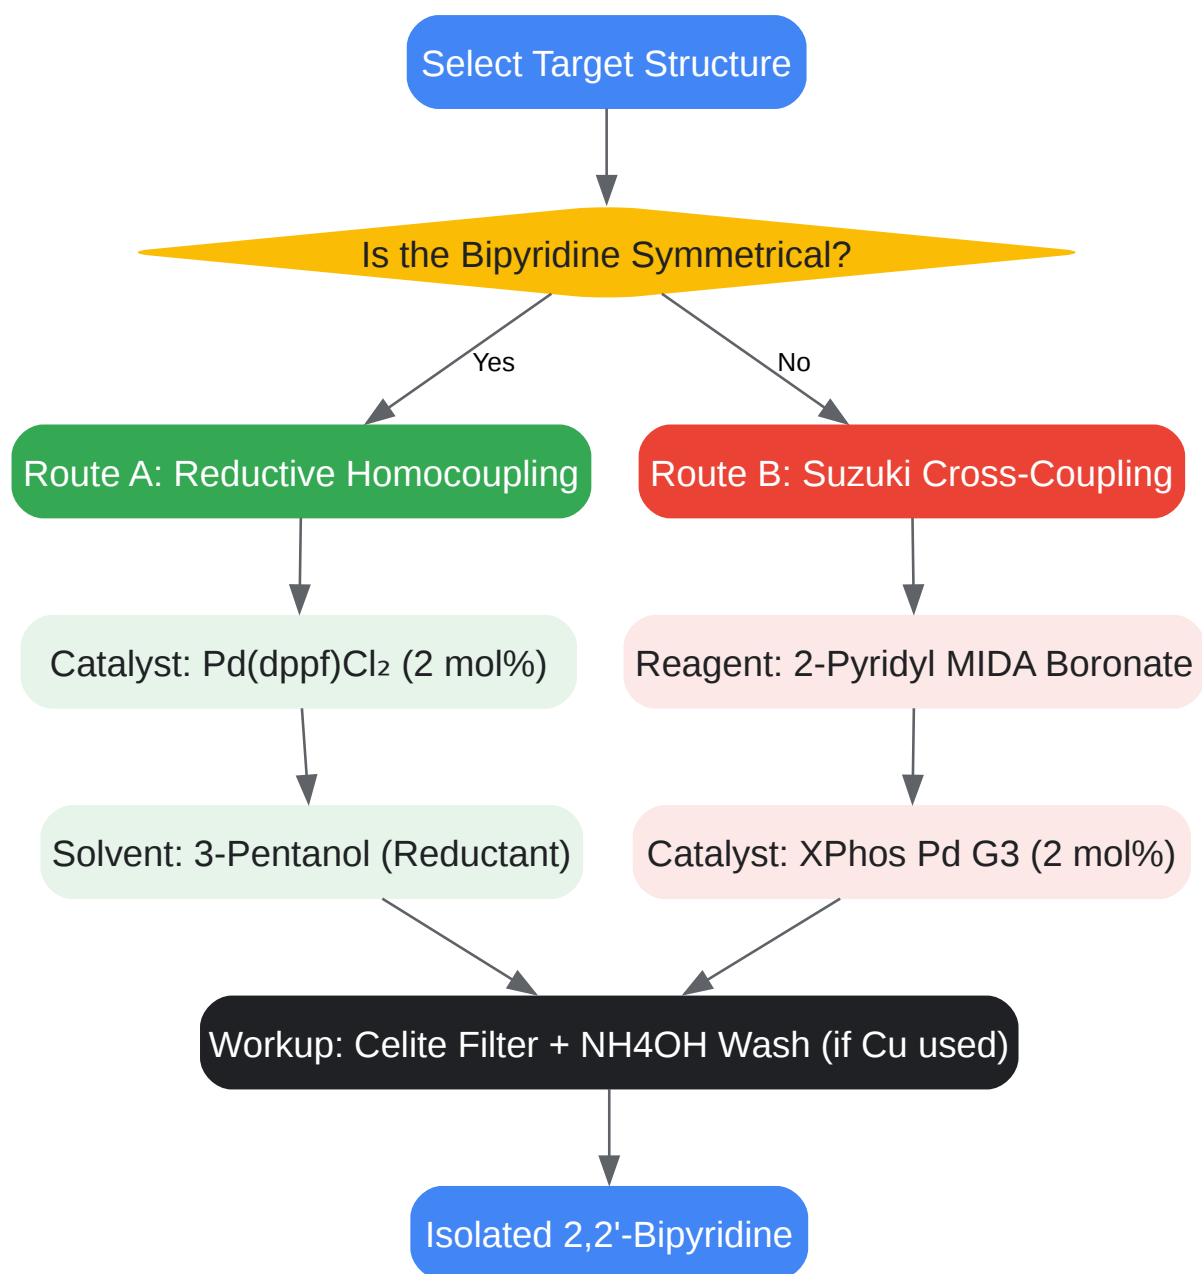 Select Target Structure
Is the Bipyridine Symmetrical?
Yes
No
Route A: Reductive Homocoupling
Route B: Suzuki Cross-Coupling
Catalyst: Pd(dppf)Cl₂ (2 mol%)
Reagent: 2-Pyridyl MIDA Boronate
Solvent: 3-Pentanol (Reductant)
Catalyst: XPhos Pd G3 (2 mol%)
Workup: Celite Filter + NH4OH Wash (if Cu used)
Isolated 2,2'-Bipyridine